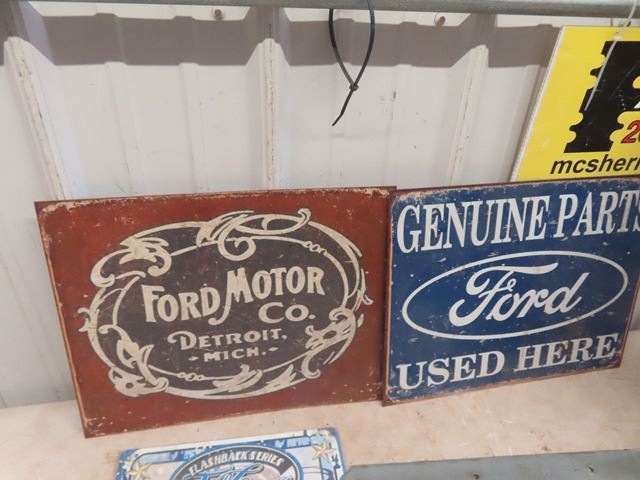 FORD MOTOR
CO.
DETROIT,
-MICH.-
GENUINE PARTS
Ford
USED HERE
mcsher
FLASHBACK SERIES